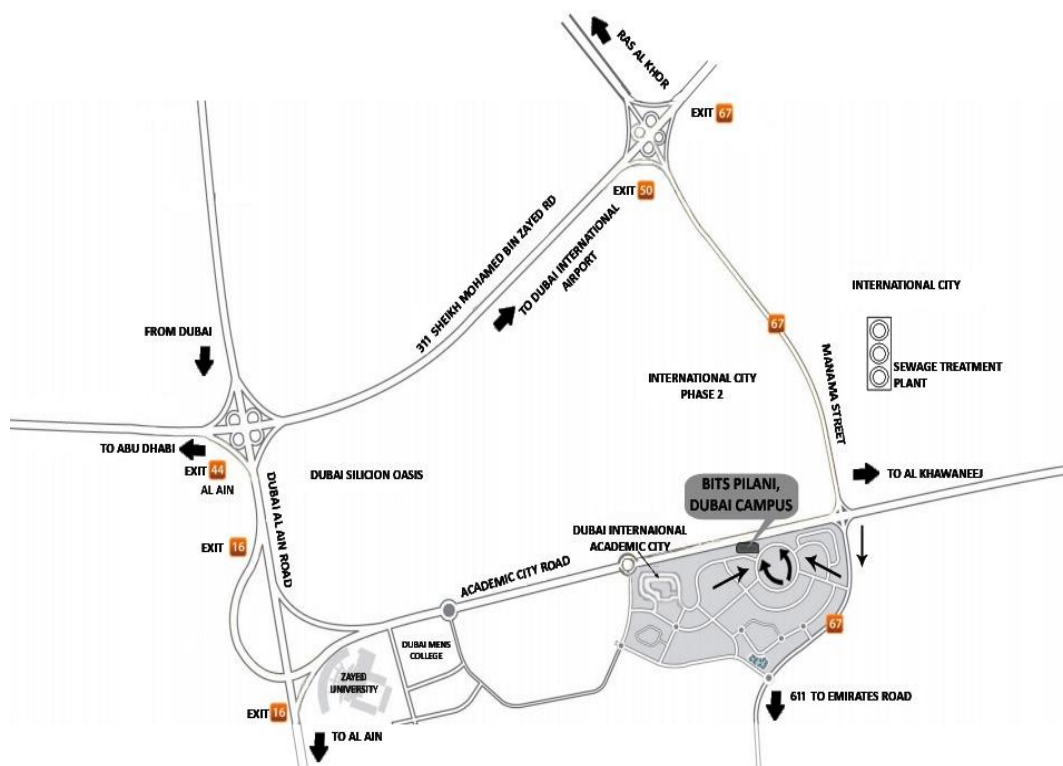 RAS AL KHOR
EXIT 67
EXIT 50
311 SHEIKH MOHAMED BIN ZAYED RD
TO DUBAI INTERNATIONAL
AIRPORT
INTERNATIONAL CITY
67
FROM DUBAI
MANAMA STREET
SEWAGE TREATMENT
PLANT
INTERNATIONAL CITY
PHASE 2
TO ABU DHABI
EXIT 44
AL AIN
DUBAI SILICION OASIS
TO AL KHAWANEEJ
BITS PILANI,
DUBAI CAMPUS
DUBAI AL AIN ROAD
DUBAI INTERNAIONAL
ACADEMIC CITY
EXIT 16
ACADEMIC CITY ROAD
67
DUBAI MENS
COLLEGE
ZAYED
UNIVERSITY
EXIT 16
611 TO EMIRATES ROAD
TO AL AIN